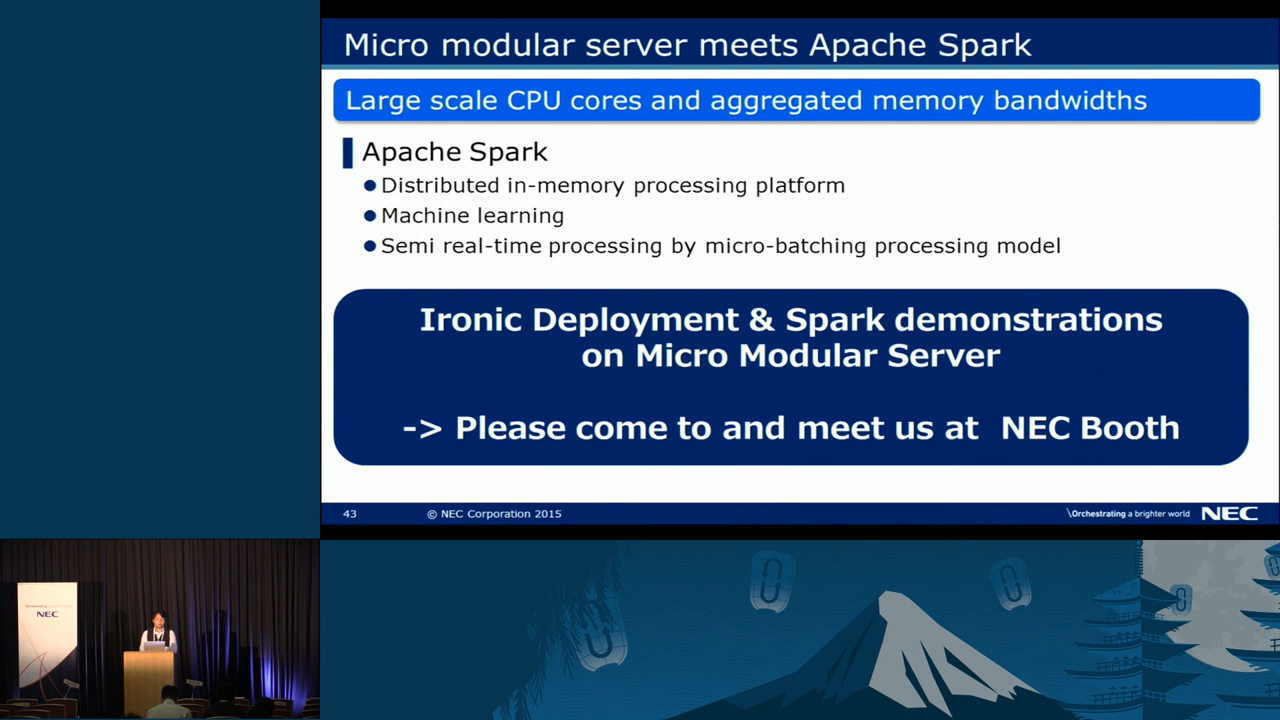 Micro modular server meets Apache Spark
Large scale CPU cores and aggregated memory bandwidths
Apache Spark
●Distributed in-memory processing platform
●Machine learning
●Semi real-time processing by micro-batching processing model
Ironic Deployment & Spark demonstrations
on Micro Modular Server
-> Please come to and meet us at NEC Booth
43
© NEC Corporation 2015
\Orchestrating a brighter world
NEC
NEC